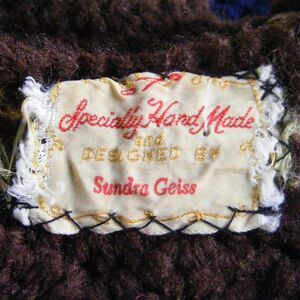 Specially Hand Made
and
DESIGNED BY
Sundra Geiss